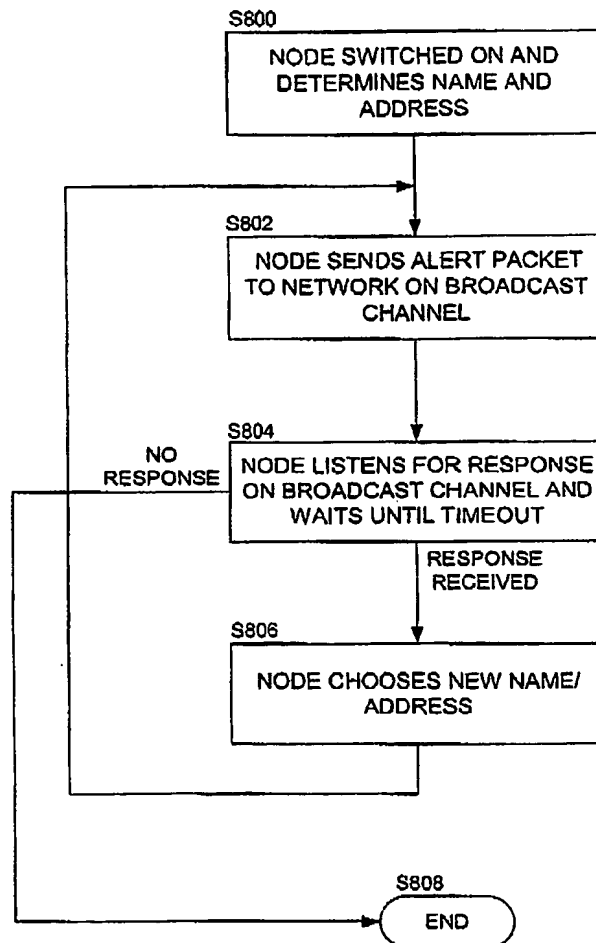 S800
NODE SWITCHED ON AND
DETERMINES NAME AND
ADDRESS
S802
NODE SENDS ALERT PACKET
TO NETWORK ON BROADCAST
CHANNEL
S804
NO
RESPONSE
NODE LISTENS FOR RESPONSE
ON BROADCAST CHANNEL AND
WAITS UNTIL TIMEOUT
RESPONSE
RECEIVED
S806
NODE CHOOSES NEW NAME/
ADDRESS
S808
END